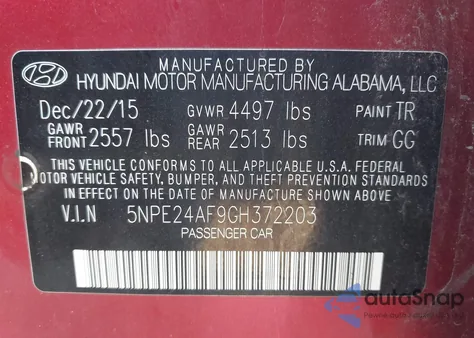 MANUFACTURED BY
HYUNDAI MOTOR MANUFACTURING ALABAMA, LLC
Dec/22/15 GVWR 4497 lbs PAINT TR
GAWR FRONT 2557 lbs GAWR REAR 2513 lbs TRIM GG
THIS VEHICLE CONFORMS TO ALL APPLICABLE U.S.A. FEDERAL
MOTOR VEHICLE SAFETY, BUMPER, AND THEFT PREVENTION STANDARDS
IN EFFECT ON THE DATE OF MANUFACTURE SHOWN ABOVE.
V.I.N 5NPE24AF9GH372203
PASSENGER CAR
autoSnap